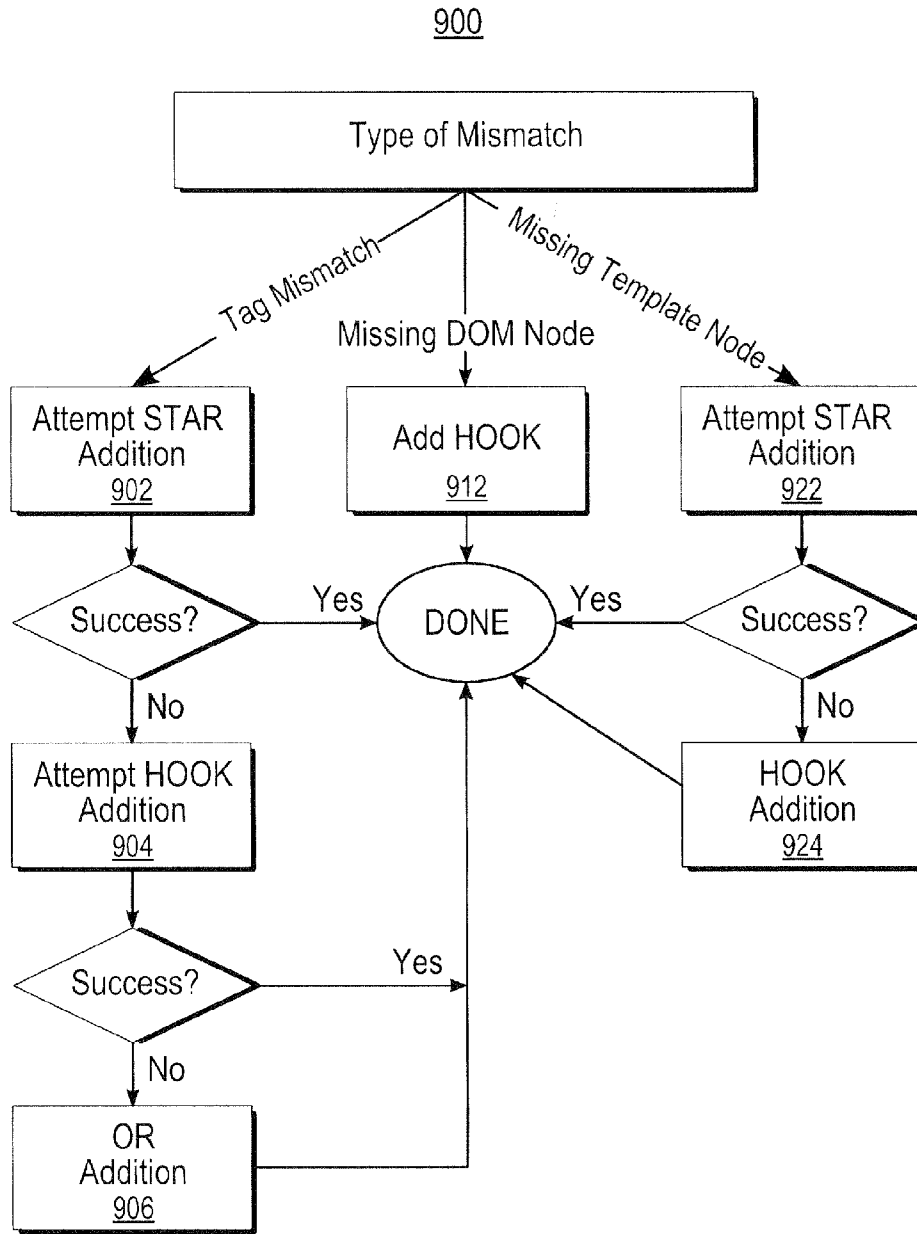 900
Type of Mismatch
Tag Mismatch
Missing DOM Node
Missing Template Node
Attempt STAR
Addition
902
Add HOOK
912
Attempt STAR
Addition
922
Success?
Yes
DONE
Yes
Success?
No
No
Attempt HOOK
Addition
904
HOOK
Addition
924
Success?
Yes
No
OR
Addition
906